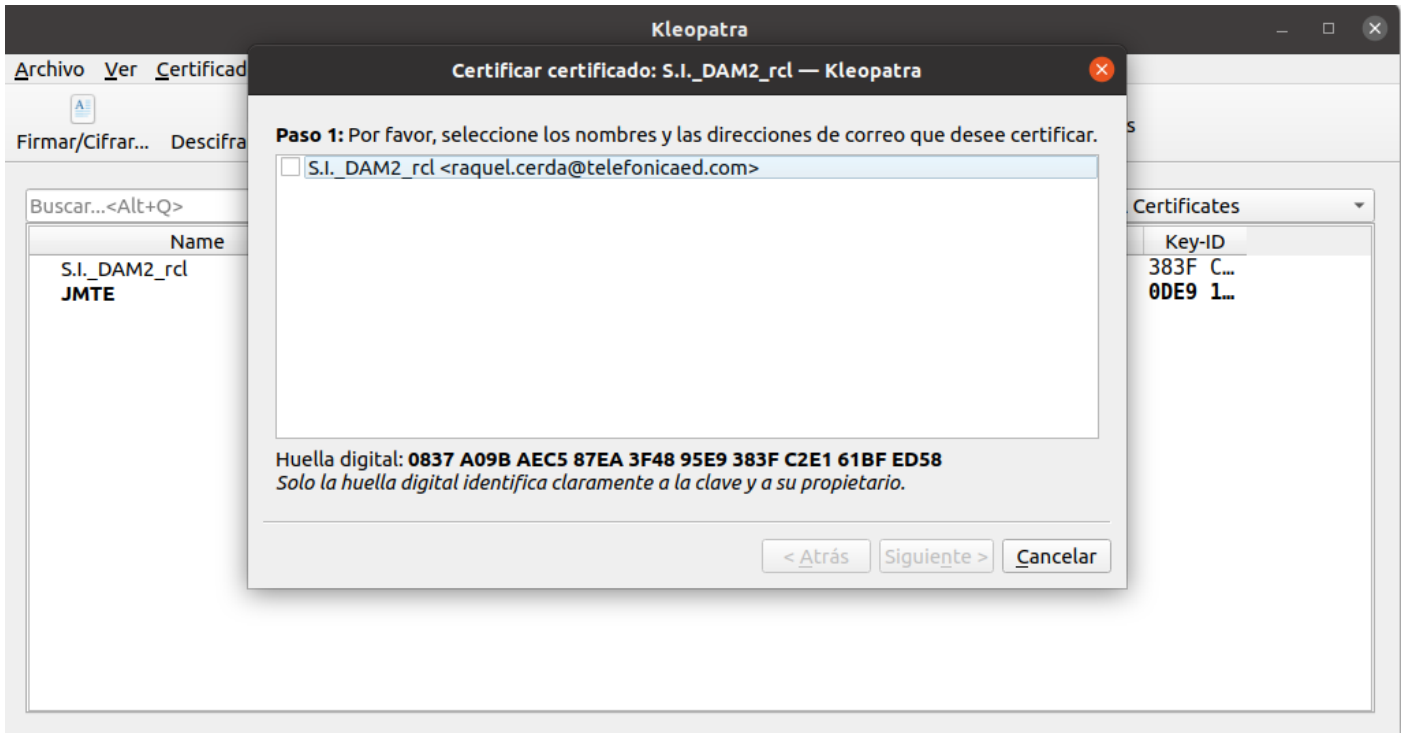 Kleopatra
Archivo Ver Certificad
Certificar certificado: S.I._DAM2_rcl — Kleopatra
Firmar/Cifrar... Descifra
s
Paso 1: Por favor, seleccione los nombres y las direcciones de correo que desee certificar.
S.I._DAM2_rcl <raquel.cerda@telefonicaed.com>
Buscar...<Alt+Q>
Certificates
Name
Key-ID
S.I._DAM2_rcl
383F C…
JMTE
0DE9 1…
Huella digital: 0837 A09B AEC5 87EA 3F48 95E9 383F C2E1 61BF ED58
Solo la huella digital identifica claramente a la clave y a su propietario.
< Atrás
Siguiente >
Cancelar